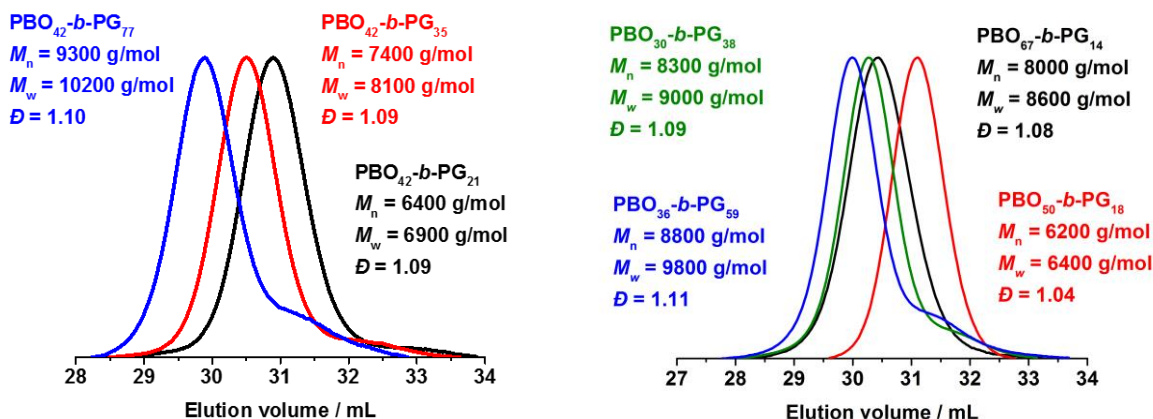 PBO₄₂-b-PG₇₇
Mn = 9300 g/mol
Mw = 10200 g/mol
Đ = 1.10
PBO₄₂-b-PG₃₅
Mn = 7400 g/mol
Mw = 8100 g/mol
Đ = 1.09
PBO₄₂-b-PG₂₁
Mn = 6400 g/mol
Mw = 6900 g/mol
Đ = 1.09
28 29 30 31 32 33 34
Elution volume / mL
PBO₃₀-b-PG₃₈
Mn = 8300 g/mol
Mw = 9000 g/mol
Đ = 1.09
PBO₆₇-b-PG₁₄
Mn = 8000 g/mol
Mw = 8600 g/mol
Đ = 1.08
PBO₃₆-b-PG₅₉
Mn = 8800 g/mol
Mw = 9800 g/mol
Đ = 1.11
PBO₅₀-b-PG₁₈
Mn = 6200 g/mol
Mw = 6400 g/mol
Đ = 1.04
27 28 29 30 31 32 33 34
Elution volume / mL